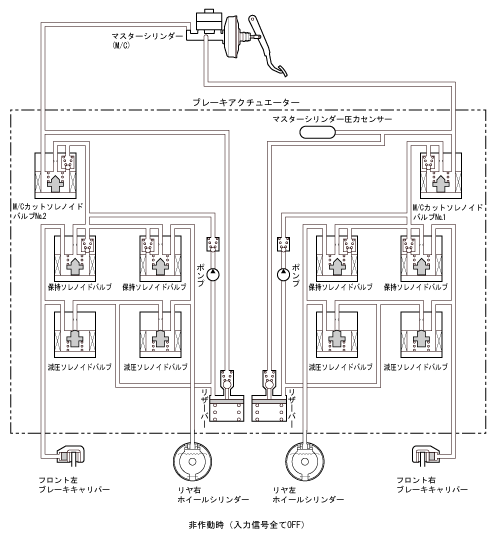 マスターシリンダー
(M/C)
ブレーキアクチュエーター
マスターシリンダー圧力センサー
M/Cカットソレノイド
バルブNo.2
M/Cカットソレノイド
バルブNo.1
保持ソレノイドバルブ
保持ソレノイドバルブ
ポンプ
ポンプ
保持ソレノイドバルブ
保持ソレノイドバルブ
減圧ソレノイドバルブ
減圧ソレノイドバルブ
減圧ソレノイドバルブ
減圧ソレノイドバルブ
リザーバー
リザーバー
フロント左
ブレーキキャリパー
リヤ右
ホイールシリンダー
リヤ左
ホイールシリンダー
フロント右
ブレーキキャリパー
非作動時（入力信号全てOFF）